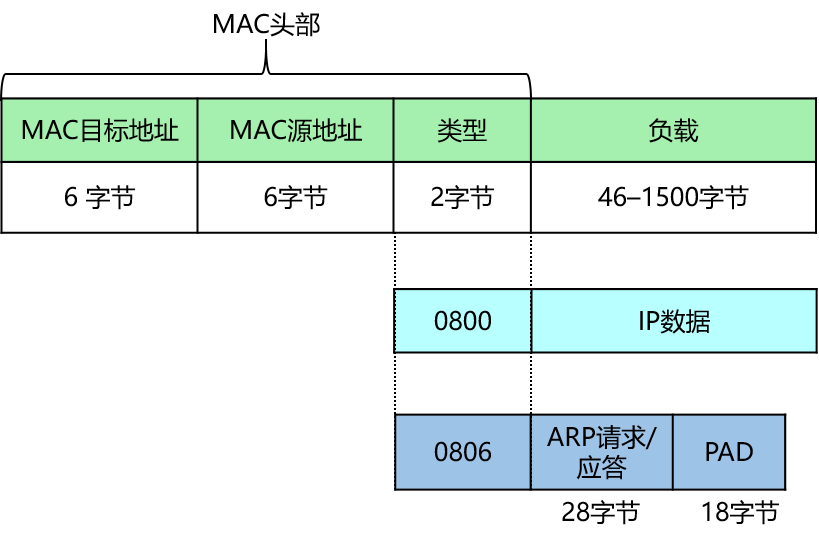 MAC头部
MAC目标地址 MAC源地址 类型 负载
6 字节 6字节 2字节 46–1500字节
0800 IP数据
0806 ARP请求/应答 PAD
28字节 18字节